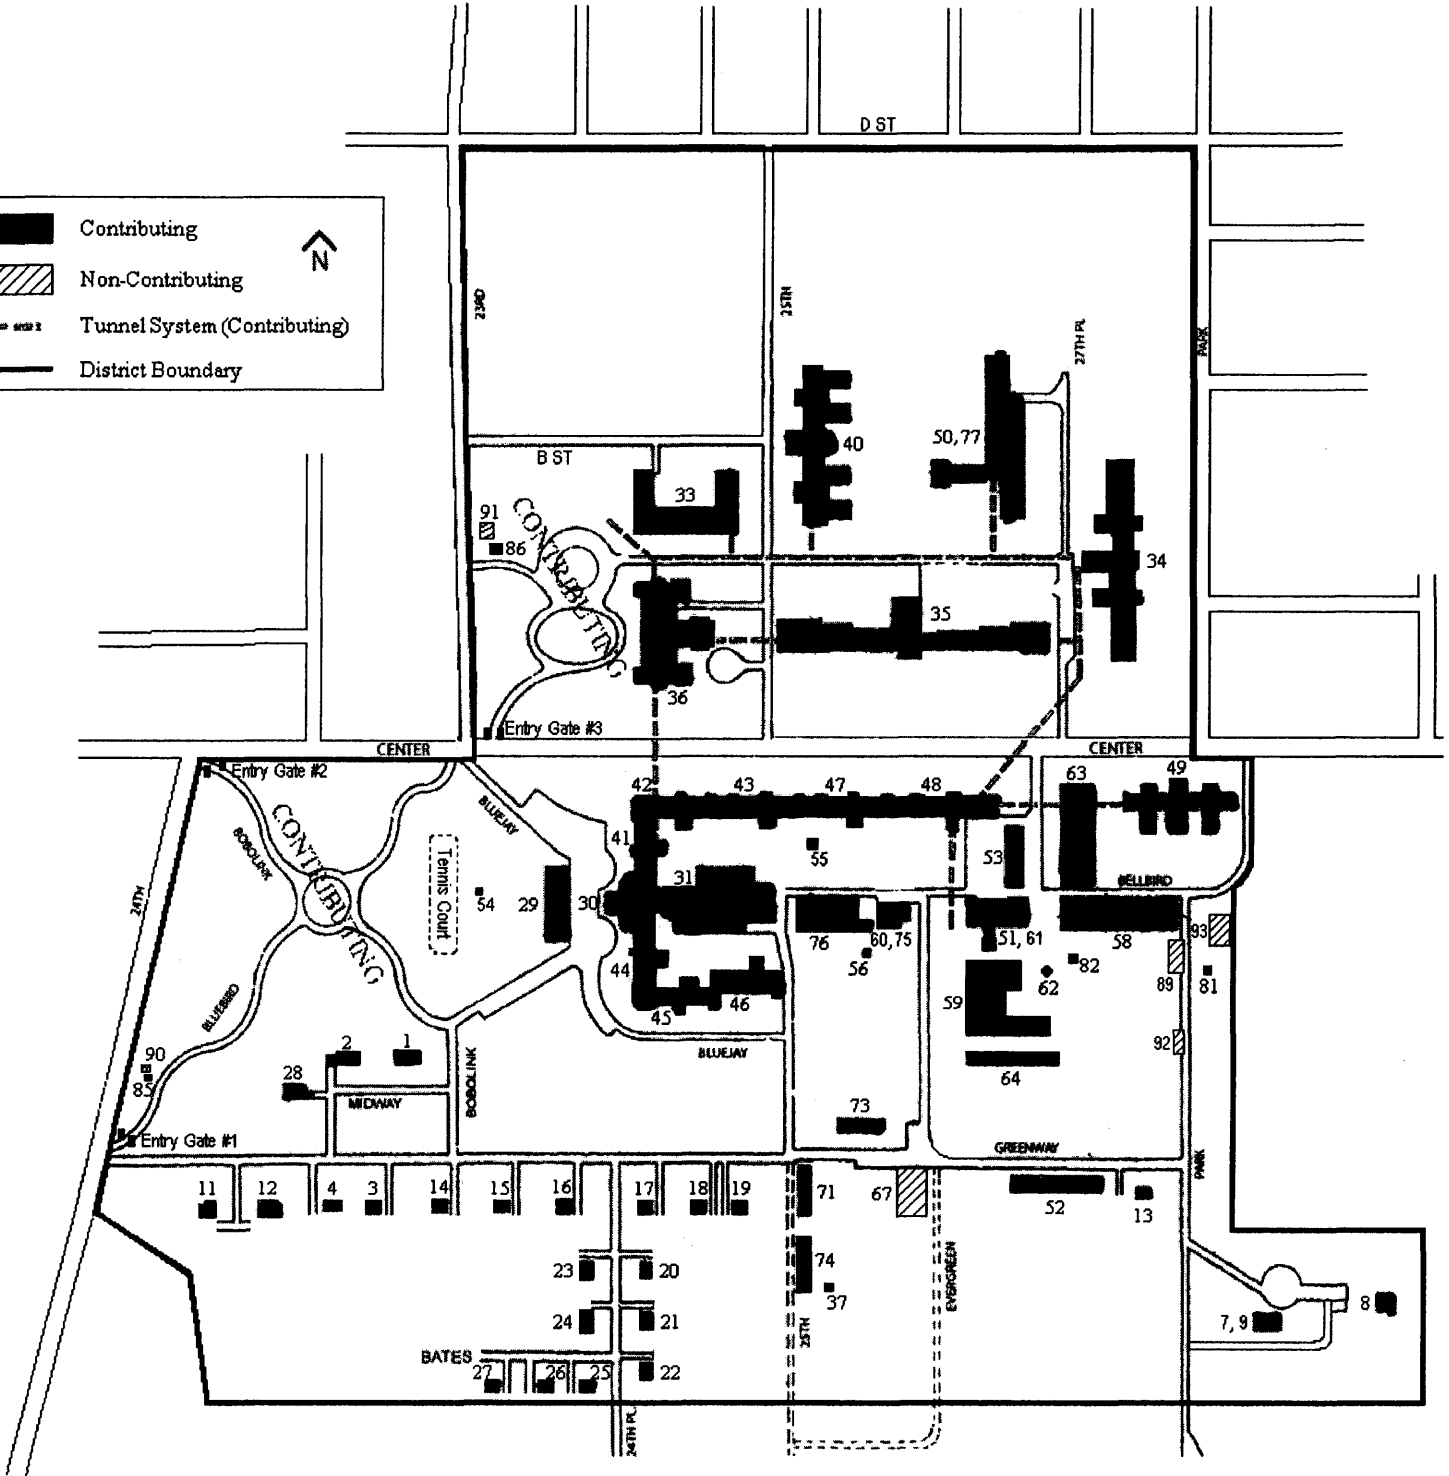 D ST
Contributing
N
Non-Contributing
Tunnel System (Contributing)
District Boundary
23RD
25TH
27TH PL
PARK
40
50, 77
B ST
33
91
86
CONTRIBUTING
34
35
36
Entry Gate #3
CENTER
CENTER
Entry Gate #2
42
43
47
48
63
49
BLUEJAY
41
55
53
BOBOLINK
CONTRIBUTING
Tennis Court
54
29
30
31
BELLBIRD
24TH
76
60, 75
51, 61
58
93
56
82
44
62
89
81
59
45
46
BLUEBIRD
92
BLUEJAY
2
1
90
85
28
64
BOBOLINK
MIDWAY
73
Entry Gate #1
GREENWAY
PARK
11
12
4
3
14
15
16
17
18
19
71
67
52
13
23
20
74
37
EVERGREEN
24
21
25TH
7, 9
8
BATES
27
26
25
22
24TH PL.